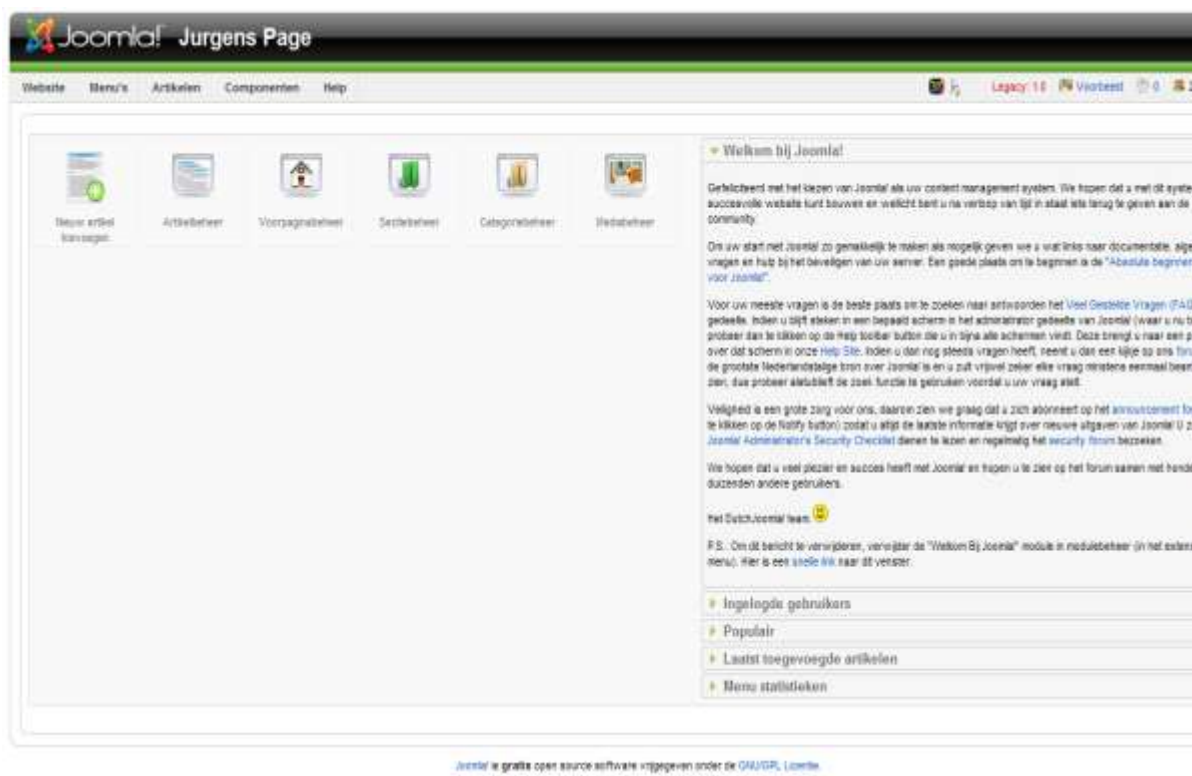 Joomla! Jurgens Page
Website Menu's Artikelen Componenten Help
Legacy: 1.0 Voorbeeld 0 2
Nieuw artikel toevoegen
Artikelbeheer
Voorpaginabeheer
Sectiebeheer
Categoriebeheer
Mediabeheer
Welkom bij Joomla!
Gefeliciteerd met het kiezen van Joomla! als uw content management system. We hopen dat u met dit syste
succesvolle website kunt bouwen en wellicht bent u na verloop van tijd in staat iets terug te geven aan de
community.
Om uw start met Joomla! zo gemakkelijk te maken als mogelijk geven we u wat links naar documentatie, alge
vragen en hulp bij het beveiligen van uw server. Een goede plaats om te beginnen is de "Absolute beginner
voor Joomla!".
Voor uw meeste vragen is de beste plaats om te zoeken naar antwoorden het Veel Gestelde Vragen (FAQ
gedeelte. Indien u blijft steken in een bepaald scherm in het administrator gedeelte van Joomla! (waar u nu b
probeer dan te klikken op de Help toolbar button die u in bijna alle schermen vindt. Deze brengt u naar een p
over dat scherm in onze Help Site. Indien u dan nog steeds vragen heeft, neemt u dan een kijkje op ons for
de grootste Nederlandstalige bron over Joomla! is en u zult vrijwel zeker elke vraag minstens eenmaal bean
zien, dus probeer alstublieft de zoek functie te gebruiken voordat u uw vraag stelt.
Veiligheid is een grote zorg voor ons, daarom zien we graag dat u zich abonneert op het announcement fo
te klikken op de Notify button) zodat u altijd de laatste informatie krijgt over nieuwe uitgaven van Joomla! U z
Joomla! Administrator's Security Checklist dienen te lezen en regelmatig het security forum bezoeken.
We hopen dat u veel plezier en succes heeft met Joomla! en hopen u te zien op het forum samen met honde
duizenden andere gebruikers.
Het DutchJoomla! team
P.S.: Om dit bericht te verwijderen, verwijder de "Welkom Bij Joomla!" module in modulebeheer (in het extens
menu). Hier is een snelle link naar dit venster.
Ingelogde gebruikers
Populair
Laatst toegevoegde artikelen
Menu statistieken
Joomla! is gratis open source software vrijgegeven onder de GNU/GPL Licentie.